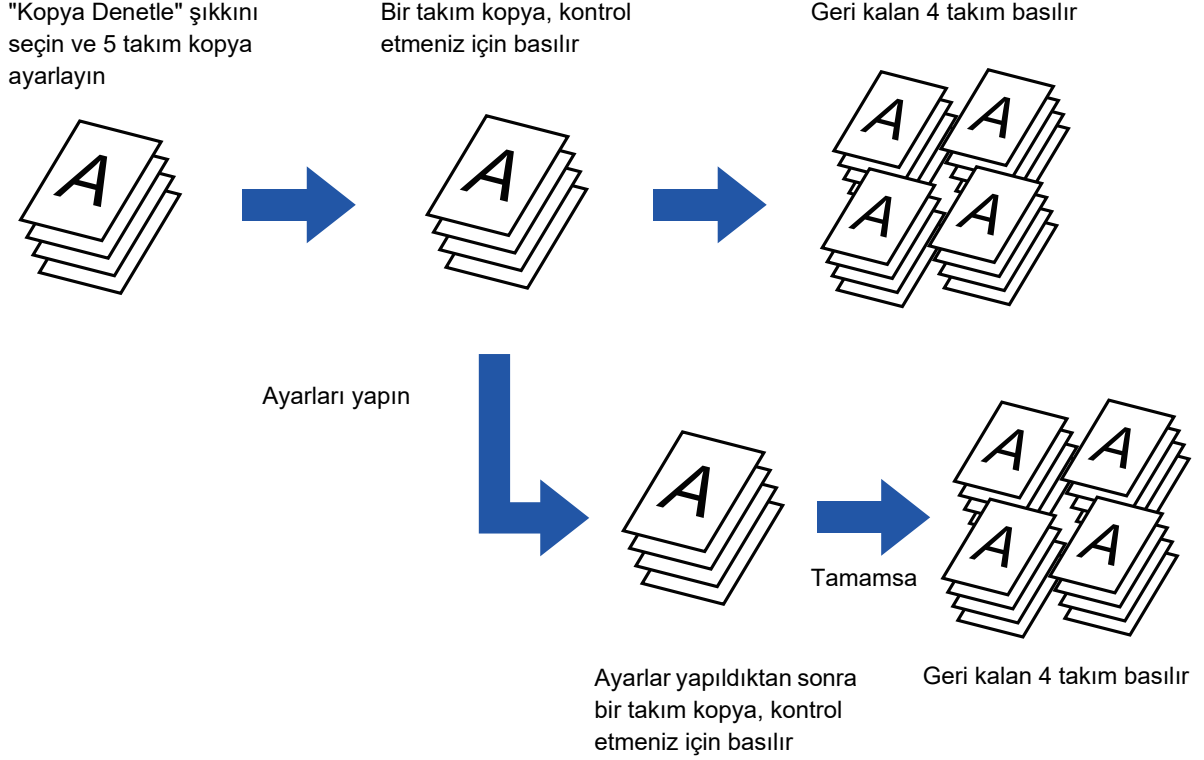 "Kopya Denetle" şıkkını
seçin ve 5 takım kopya
ayarlayın
Bir takım kopya, kontrol
etmeniz için basılır
Geri kalan 4 takım basılır
A
A
A
A
A
A
Ayarları yapın
A
Tamamsa
A
A
A
A
Ayarlar yapıldıktan sonra
bir takım kopya, kontrol
etmeniz için basılır
Geri kalan 4 takım basılır